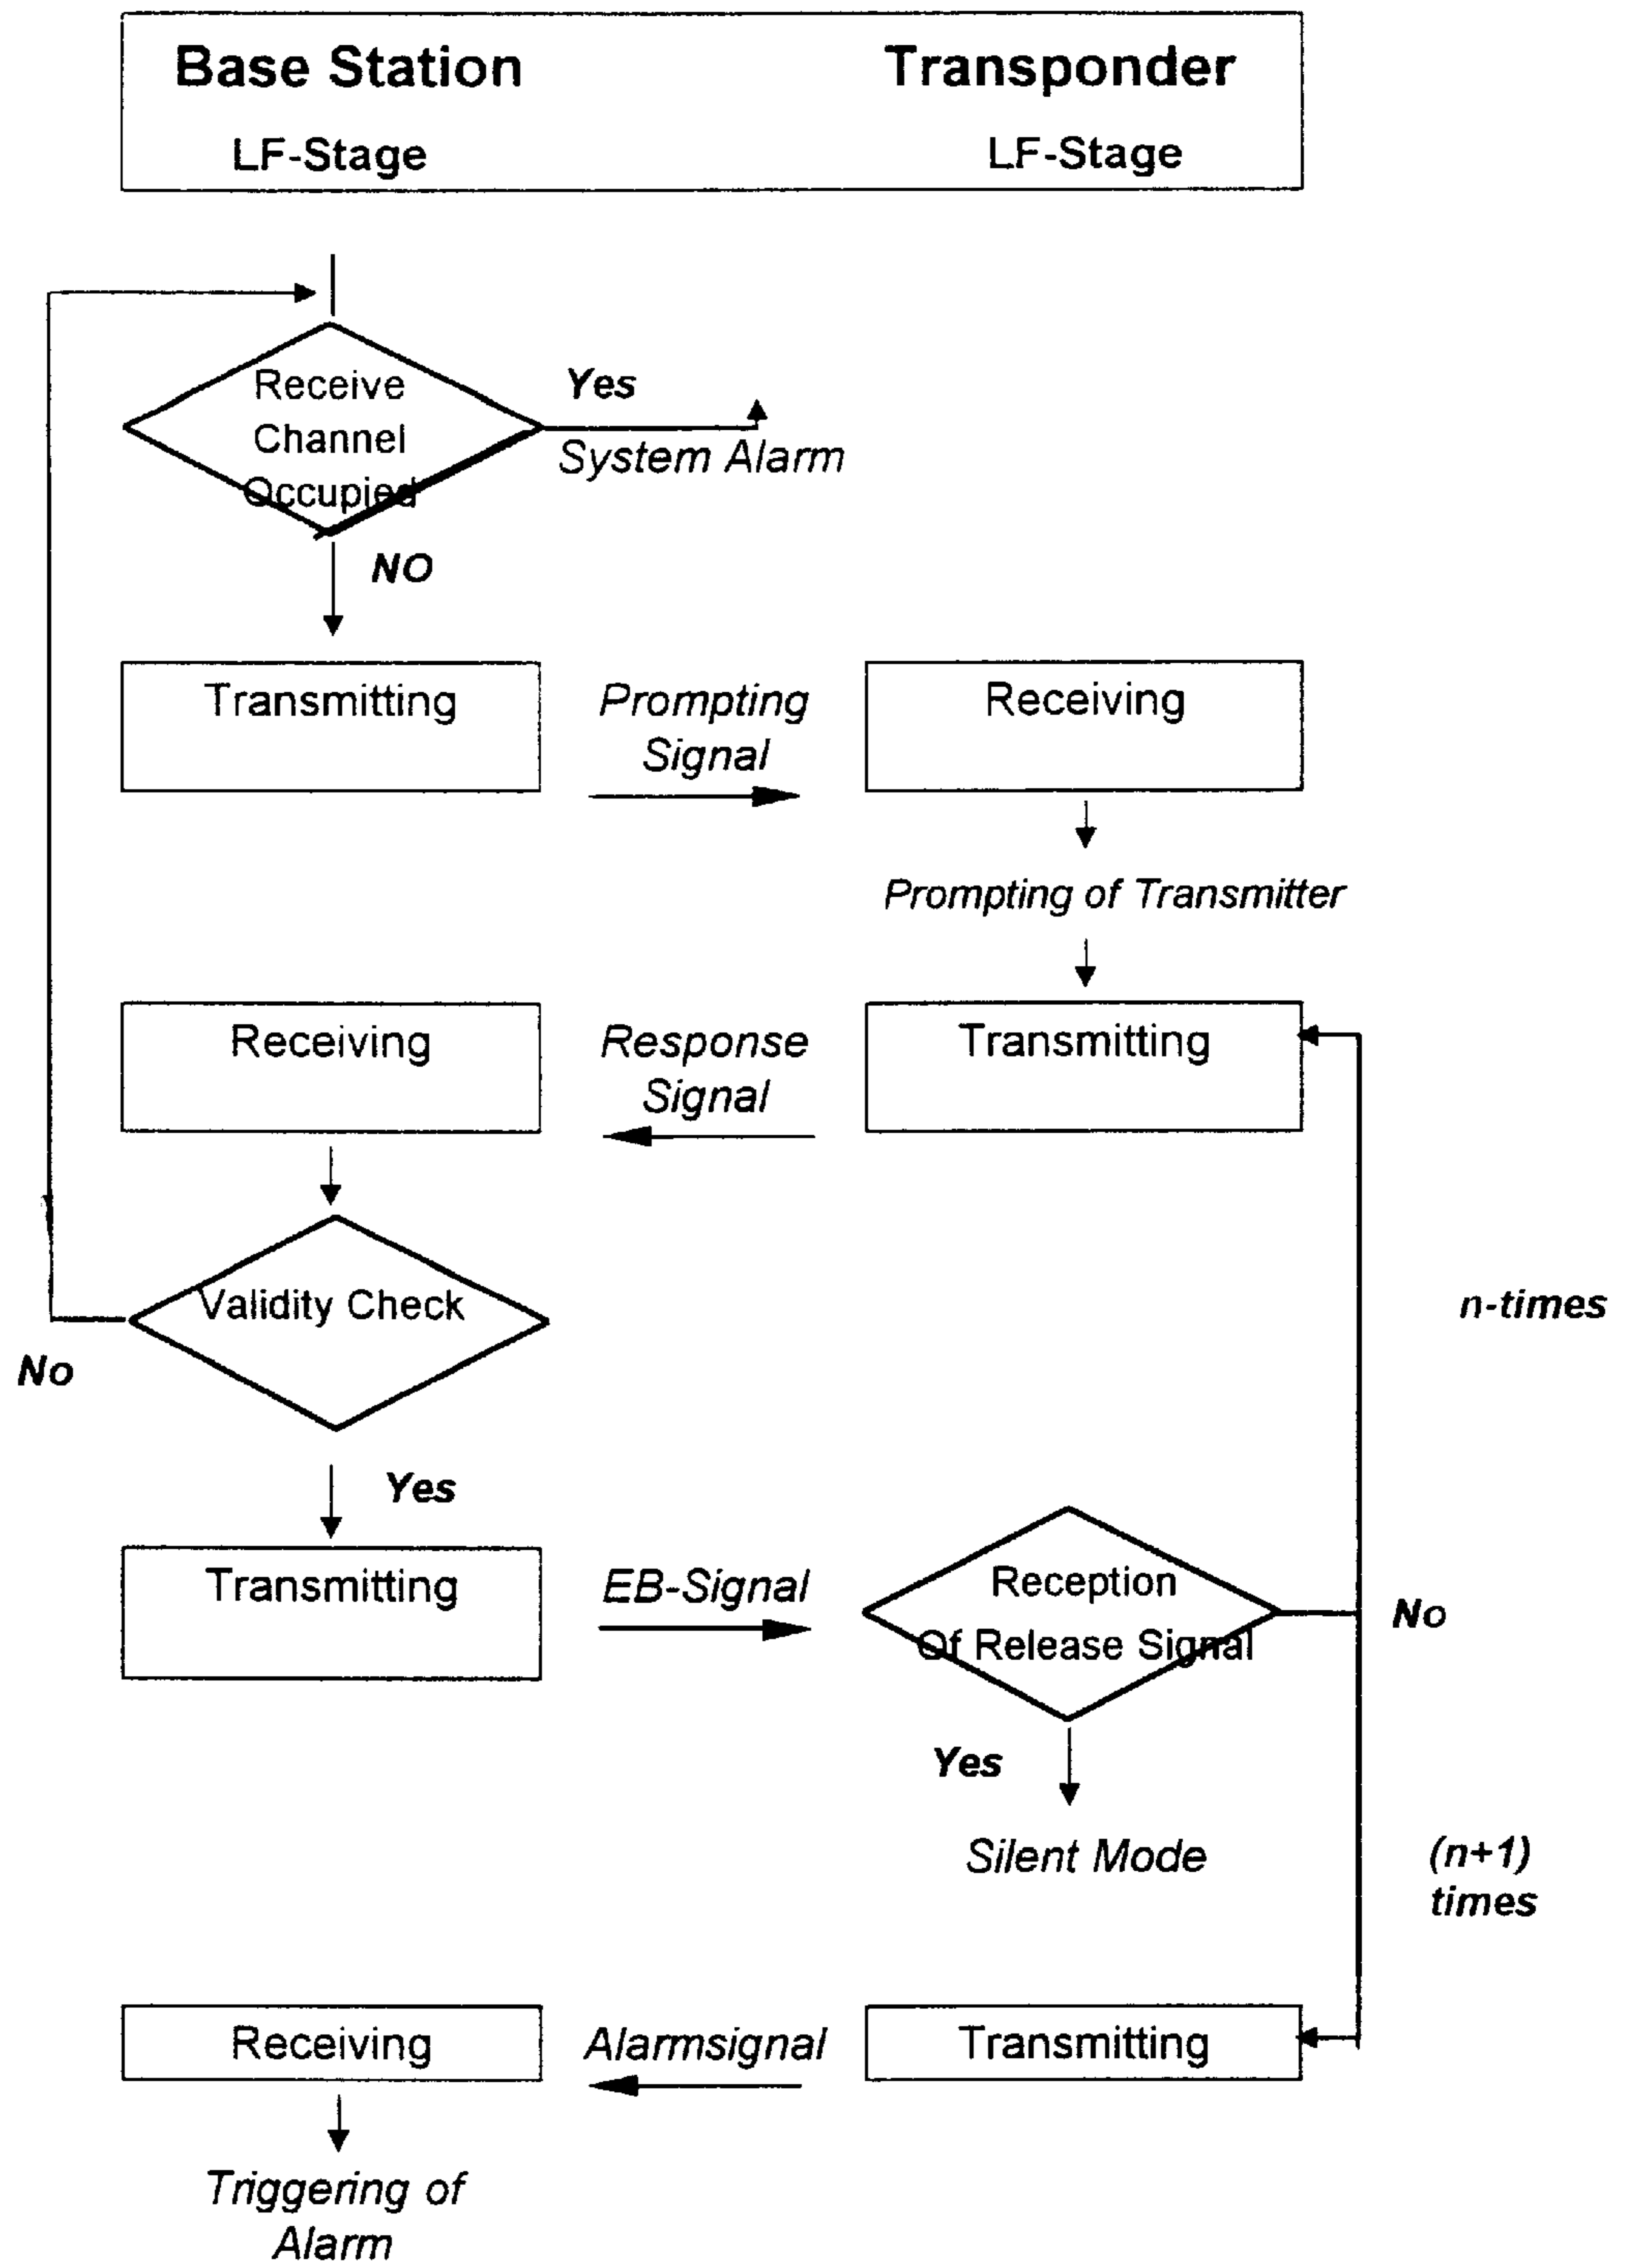 Base Station Transponder
LF-Stage LF-Stage
Receive
Channel
Occupied
Yes
System Alarm
NO
Transmitting
Prompting
Signal
Receiving
Prompting of Transmitter
Receiving
Response
Signal
Transmitting
Validity Check
No
n-times
Yes
Transmitting
EB-Signal
Reception
Of Release Signal
No
Yes
Silent Mode
(n+1)
times
Receiving
Alarmsignal
Transmitting
Triggering of
Alarm